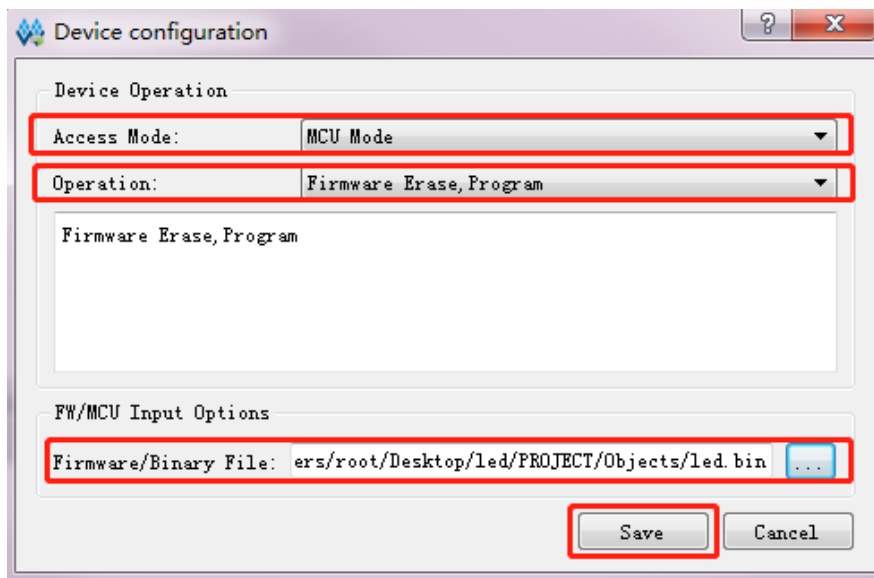 Device configuration
Device Operation
Access Mode: MCU Mode
Operation: Firmware Erase,Program
Firmware Erase,Program
FW/MCU Input Options
Firmware/Binary File: ers/root/Desktop/led/PROJECT/Objects/led.bin ...
Save Cancel